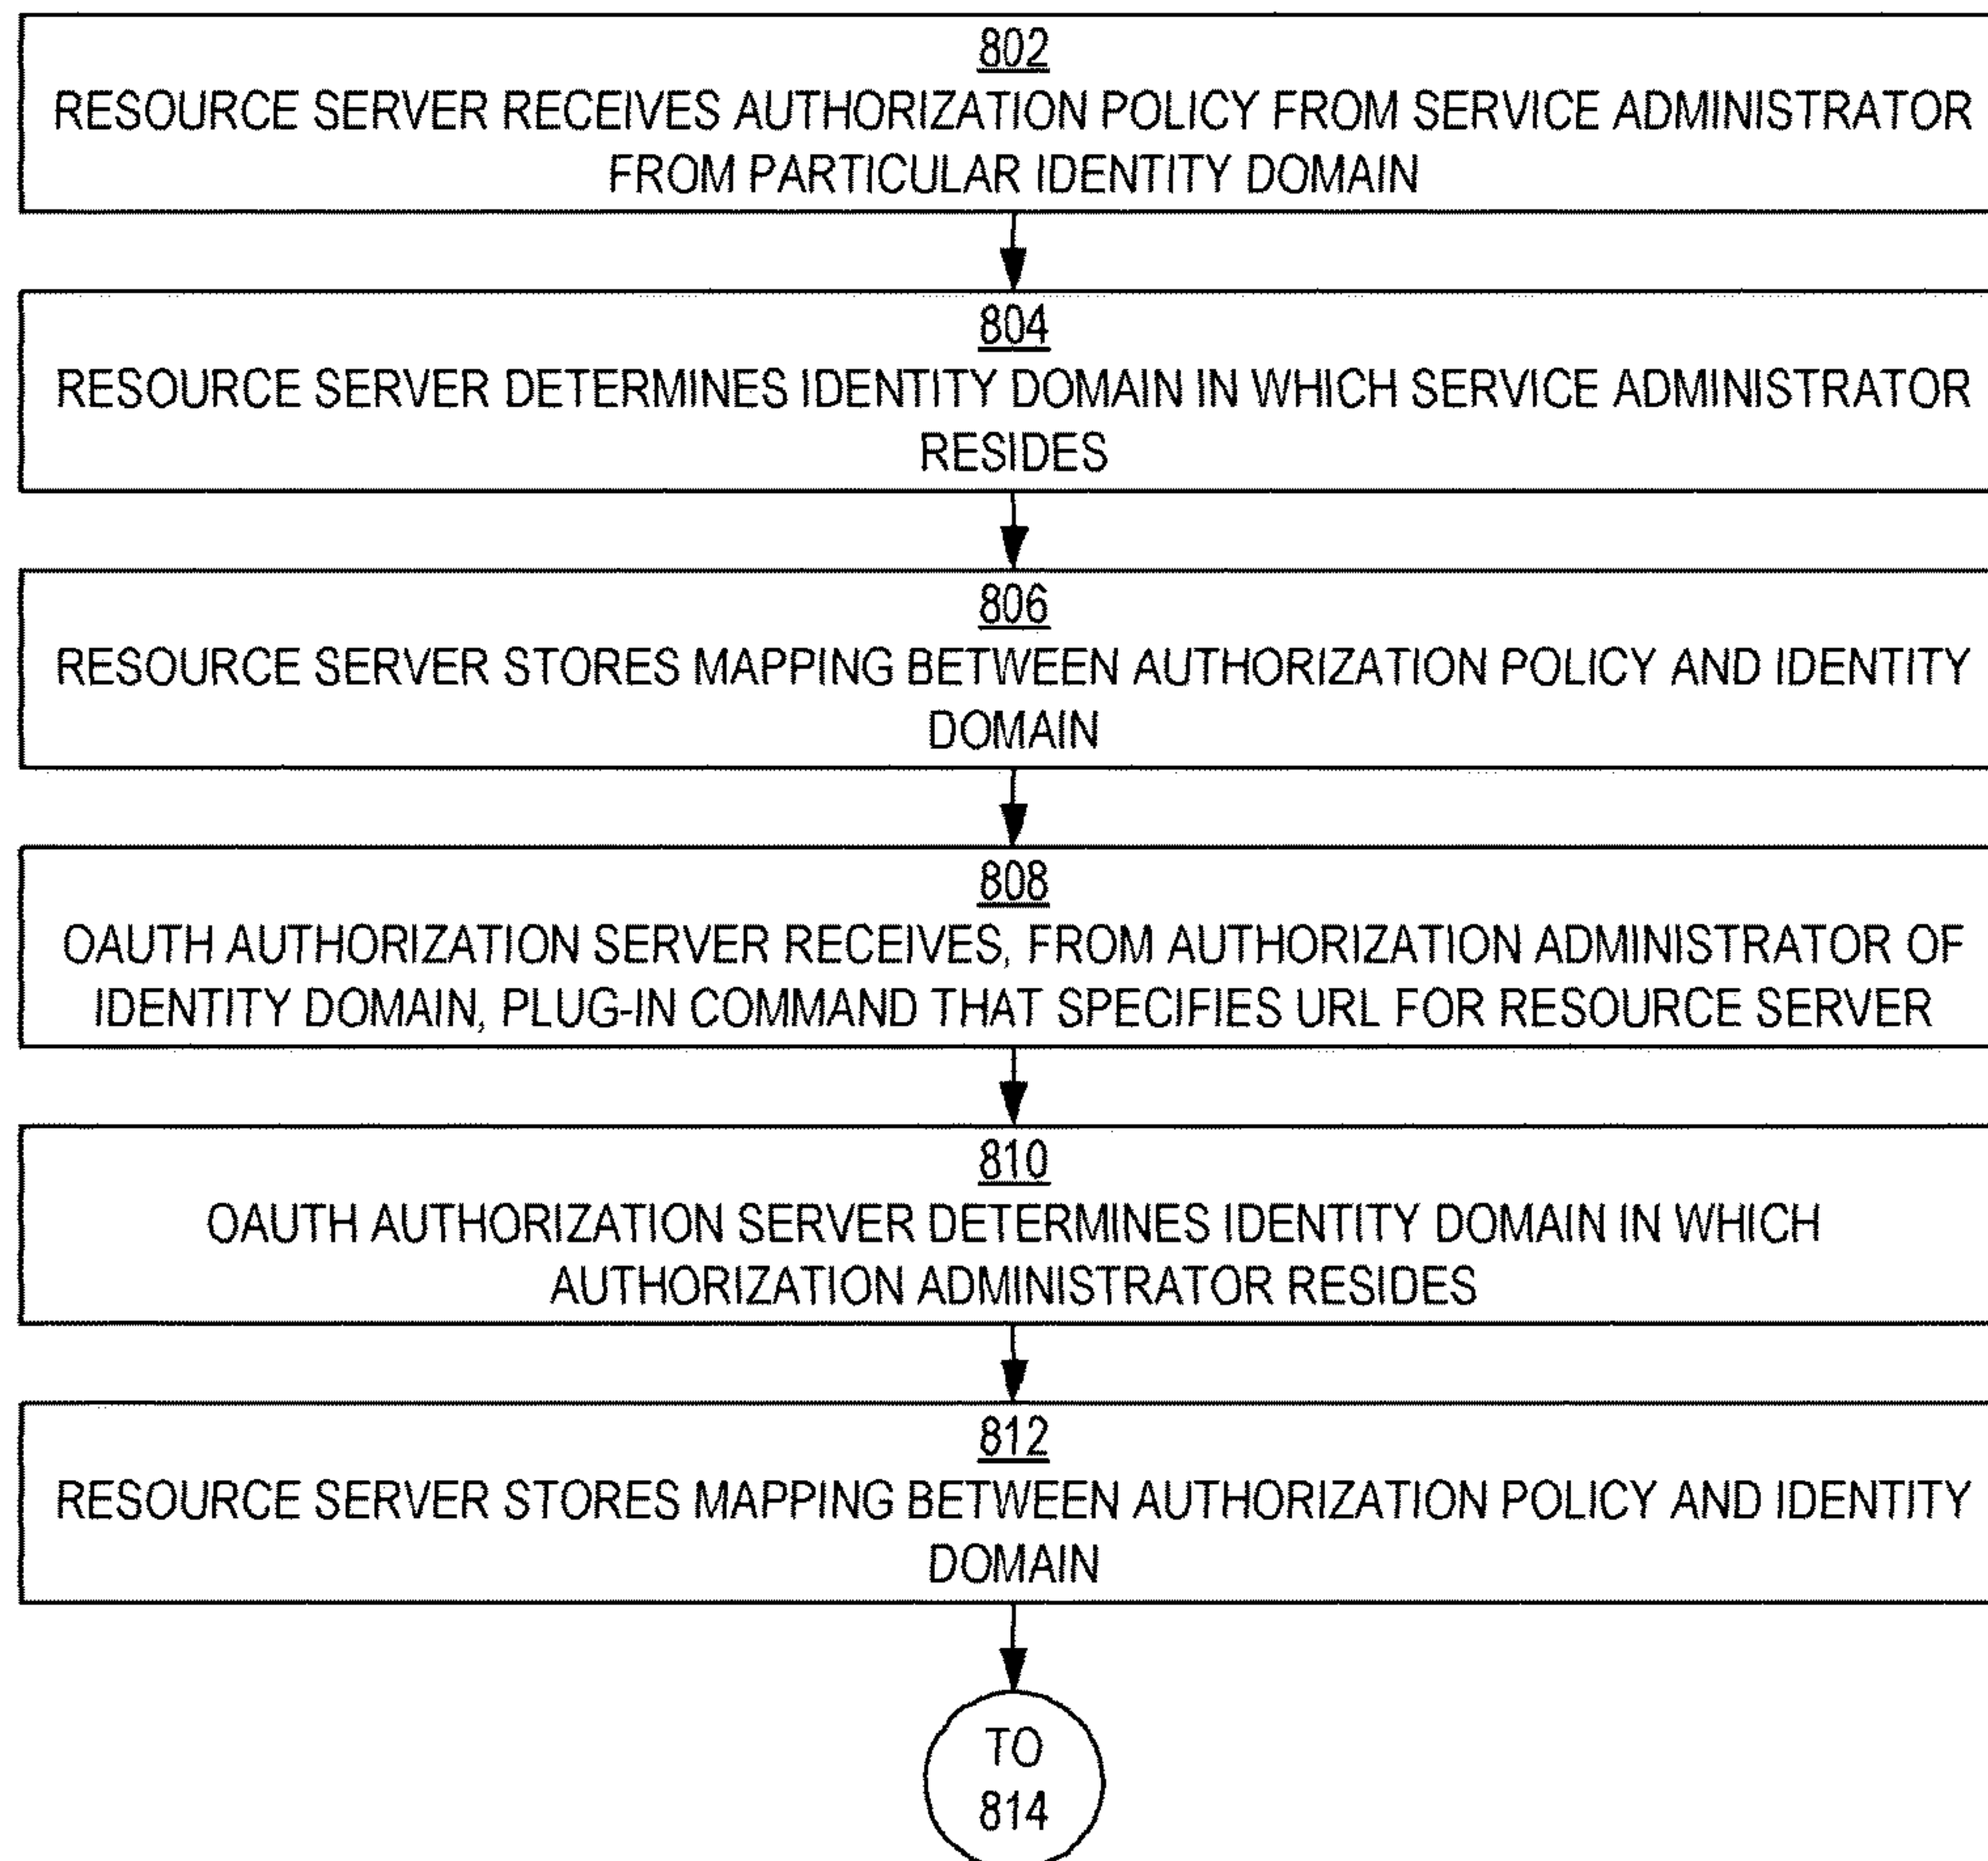 802
RESOURCE SERVER RECEIVES AUTHORIZATION POLICY FROM SERVICE ADMINISTRATOR
FROM PARTICULAR IDENTITY DOMAIN
804
RESOURCE SERVER DETERMINES IDENTITY DOMAIN IN WHICH SERVICE ADMINISTRATOR
RESIDES
806
RESOURCE SERVER STORES MAPPING BETWEEN AUTHORIZATION POLICY AND IDENTITY
DOMAIN
808
OAUTH AUTHORIZATION SERVER RECEIVES, FROM AUTHORIZATION ADMINISTRATOR OF
IDENTITY DOMAIN, PLUG-IN COMMAND THAT SPECIFIES URL FOR RESOURCE SERVER
810
OAUTH AUTHORIZATION SERVER DETERMINES IDENTITY DOMAIN IN WHICH
AUTHORIZATION ADMINISTRATOR RESIDES
812
RESOURCE SERVER STORES MAPPING BETWEEN AUTHORIZATION POLICY AND IDENTITY
DOMAIN
TO
814